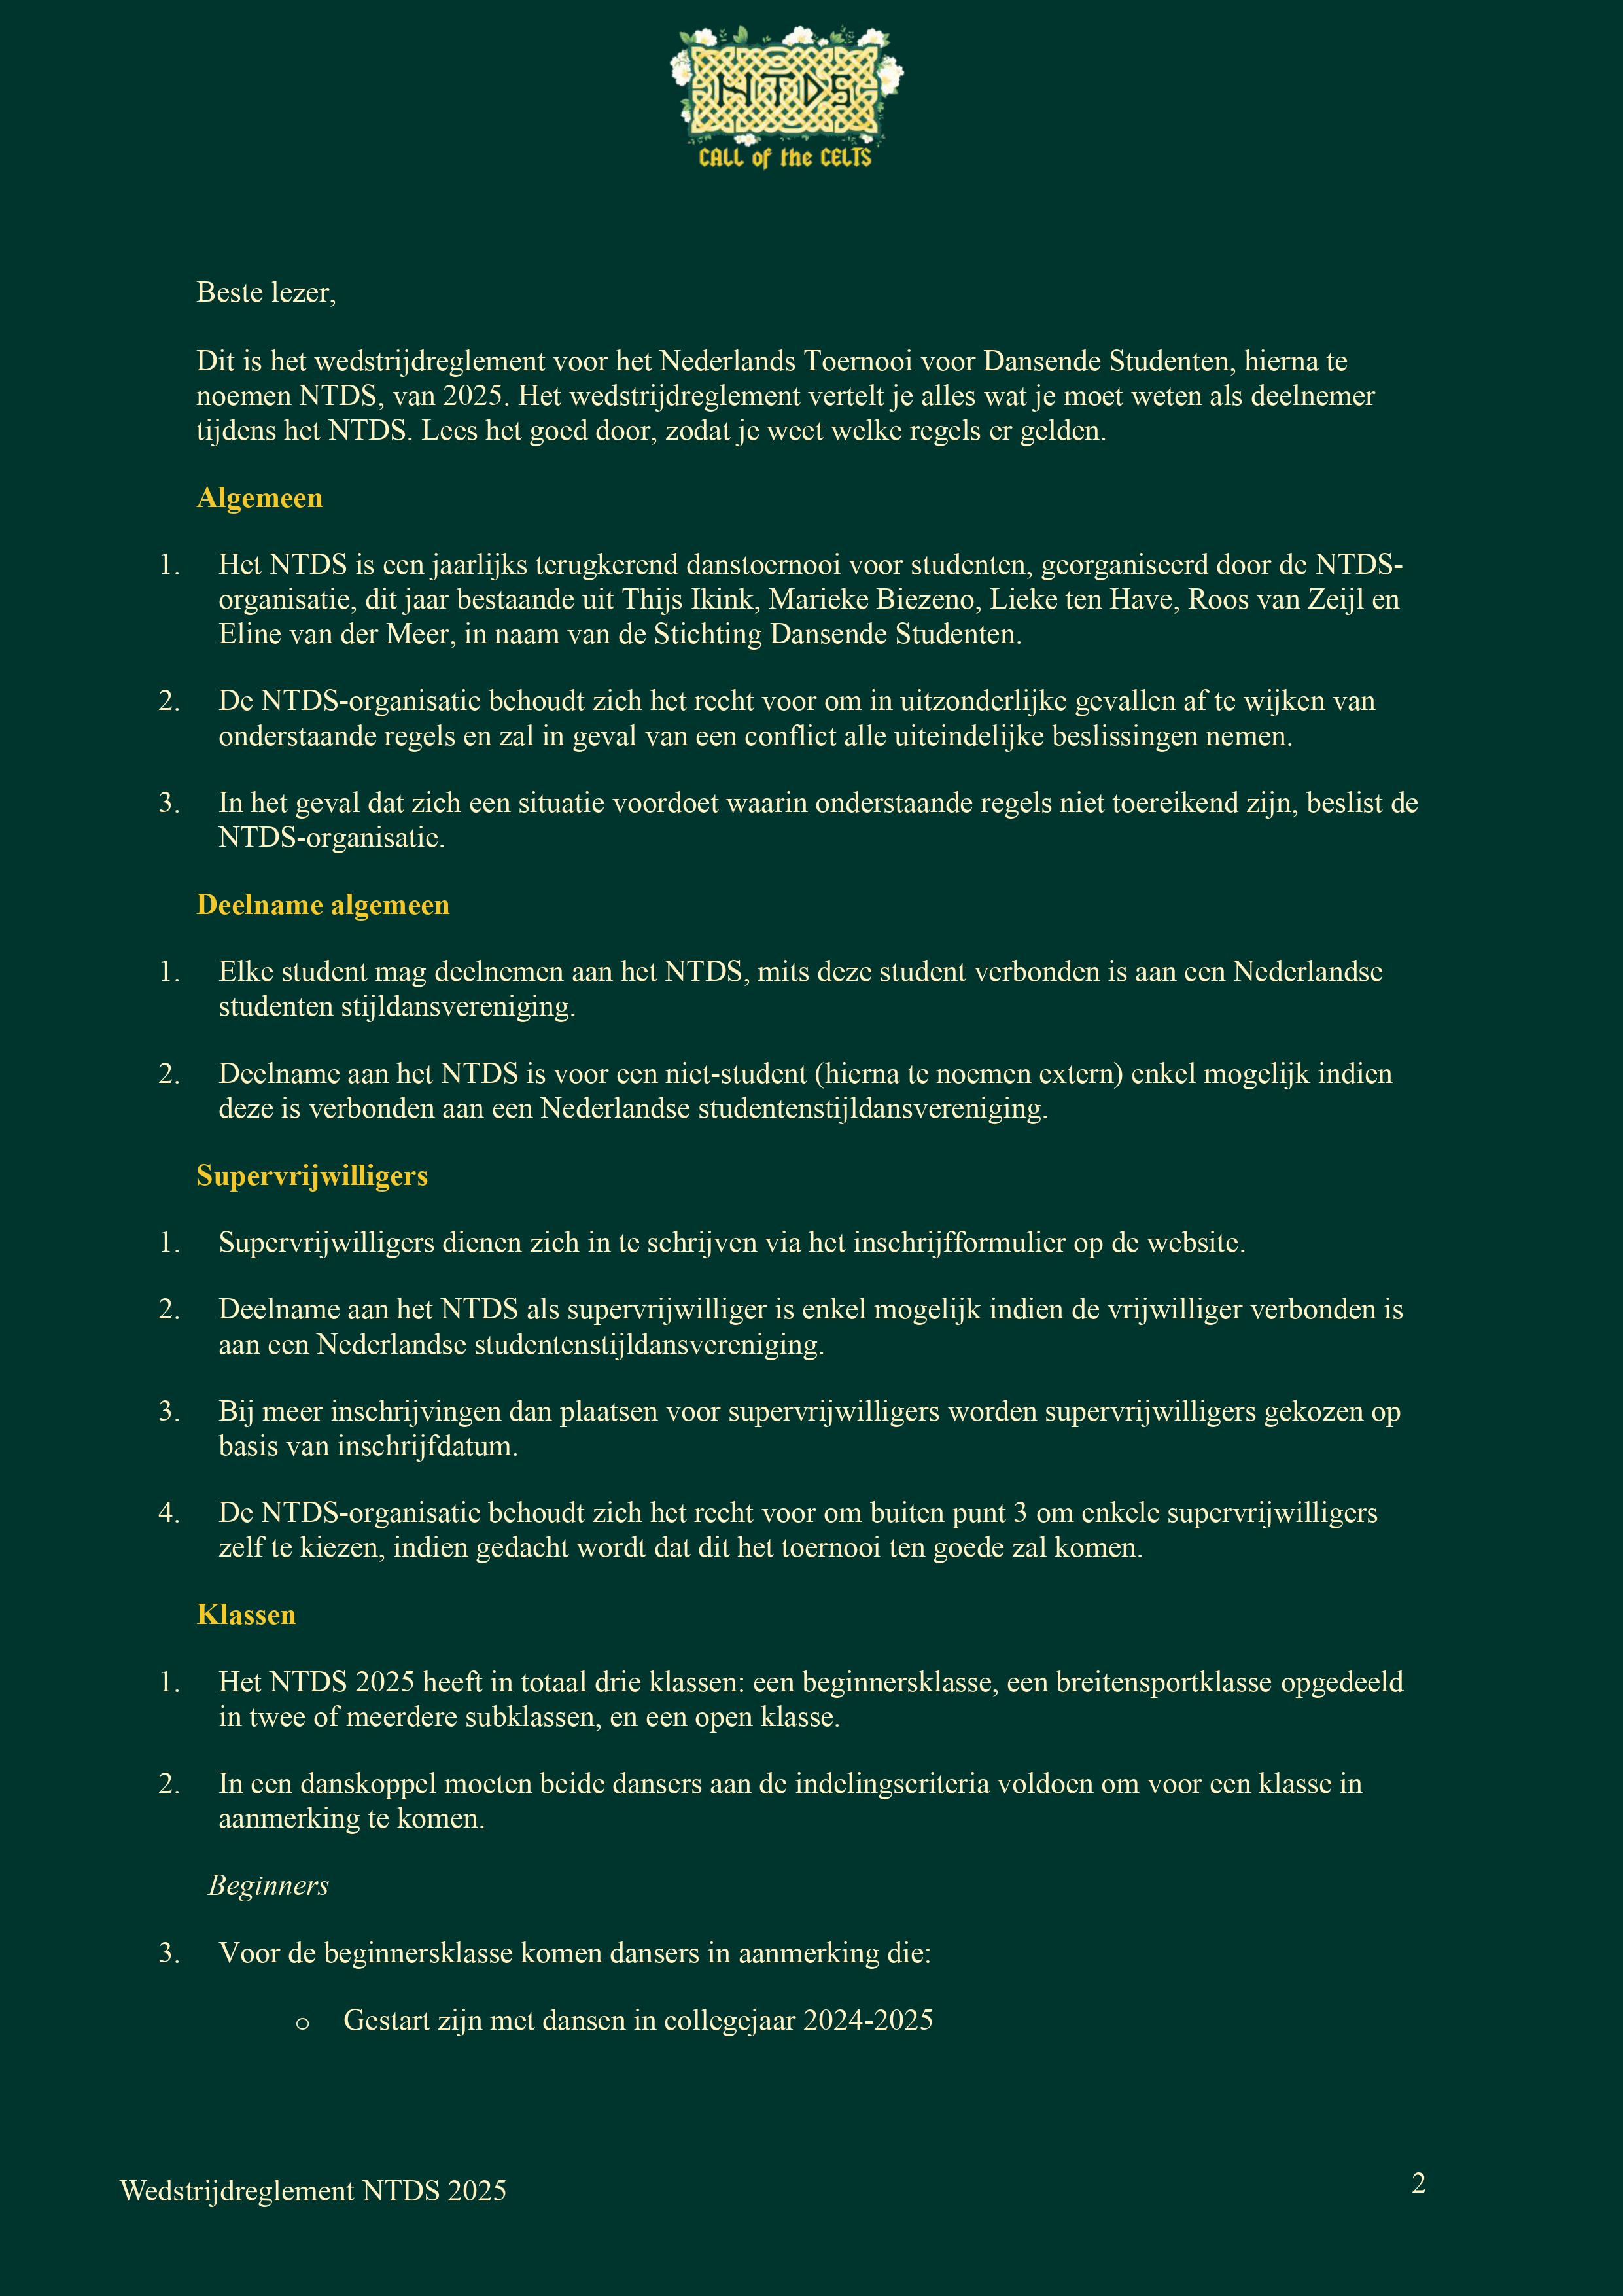 NTDS
CALL of the CELTS
Beste lezer,
Dit is het wedstrijdreglement voor het Nederlands Toernooi voor Dansende Studenten, hierna te
noemen NTDS, van 2025. Het wedstrijdreglement vertelt je alles wat je moet weten als deelnemer
tijdens het NTDS. Lees het goed door, zodat je weet welke regels er gelden.
Algemeen
1. Het NTDS is een jaarlijks terugkerend danstoernooi voor studenten, georganiseerd door de NTDS-
organisatie, dit jaar bestaande uit Thijs Ikink, Marieke Biezeno, Lieke ten Have, Roos van Zeijl en
Eline van der Meer, in naam van de Stichting Dansende Studenten.
2. De NTDS-organisatie behoudt zich het recht voor om in uitzonderlijke gevallen af te wijken van
onderstaande regels en zal in geval van een conflict alle uiteindelijke beslissingen nemen.
3. In het geval dat zich een situatie voordoet waarin onderstaande regels niet toereikend zijn, beslist de
NTDS-organisatie.
Deelname algemeen
1. Elke student mag deelnemen aan het NTDS, mits deze student verbonden is aan een Nederlandse
studenten stijldansvereniging.
2. Deelname aan het NTDS is voor een niet-student (hierna te noemen extern) enkel mogelijk indien
deze is verbonden aan een Nederlandse studentenstijldansvereniging.
Supervrijwilligers
1. Supervrijwilligers dienen zich in te schrijven via het inschrijfformulier op de website.
2. Deelname aan het NTDS als supervrijwilliger is enkel mogelijk indien de vrijwilliger verbonden is
aan een Nederlandse studentenstijldansvereniging.
3. Bij meer inschrijvingen dan plaatsen voor supervrijwilligers worden supervrijwilligers gekozen op
basis van inschrijfdatum.
4. De NTDS-organisatie behoudt zich het recht voor om buiten punt 3 om enkele supervrijwilligers
zelf te kiezen, indien gedacht wordt dat dit het toernooi ten goede zal komen.
Klassen
1. Het NTDS 2025 heeft in totaal drie klassen: een beginnersklasse, een breitensportklasse opgedeeld
in twee of meerdere subklassen, en een open klasse.
2. In een danskoppel moeten beide dansers aan de indelingscriteria voldoen om voor een klasse in
aanmerking te komen.
Beginners
3. Voor de beginnersklasse komen dansers in aanmerking die:
o Gestart zijn met dansen in collegejaar 2024-2025
Wedstrijdreglement NTDS 2025
2